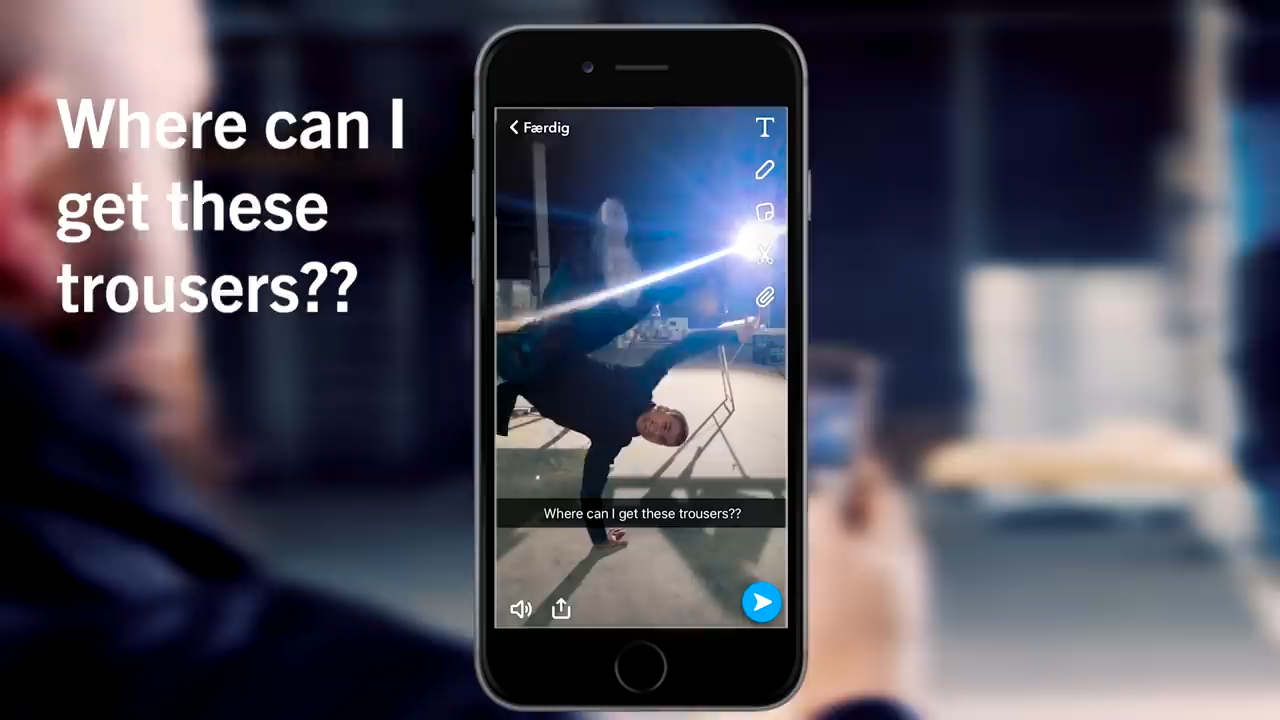 Where can I
get these
trousers??
Færdig
T
Where can I get these trousers??